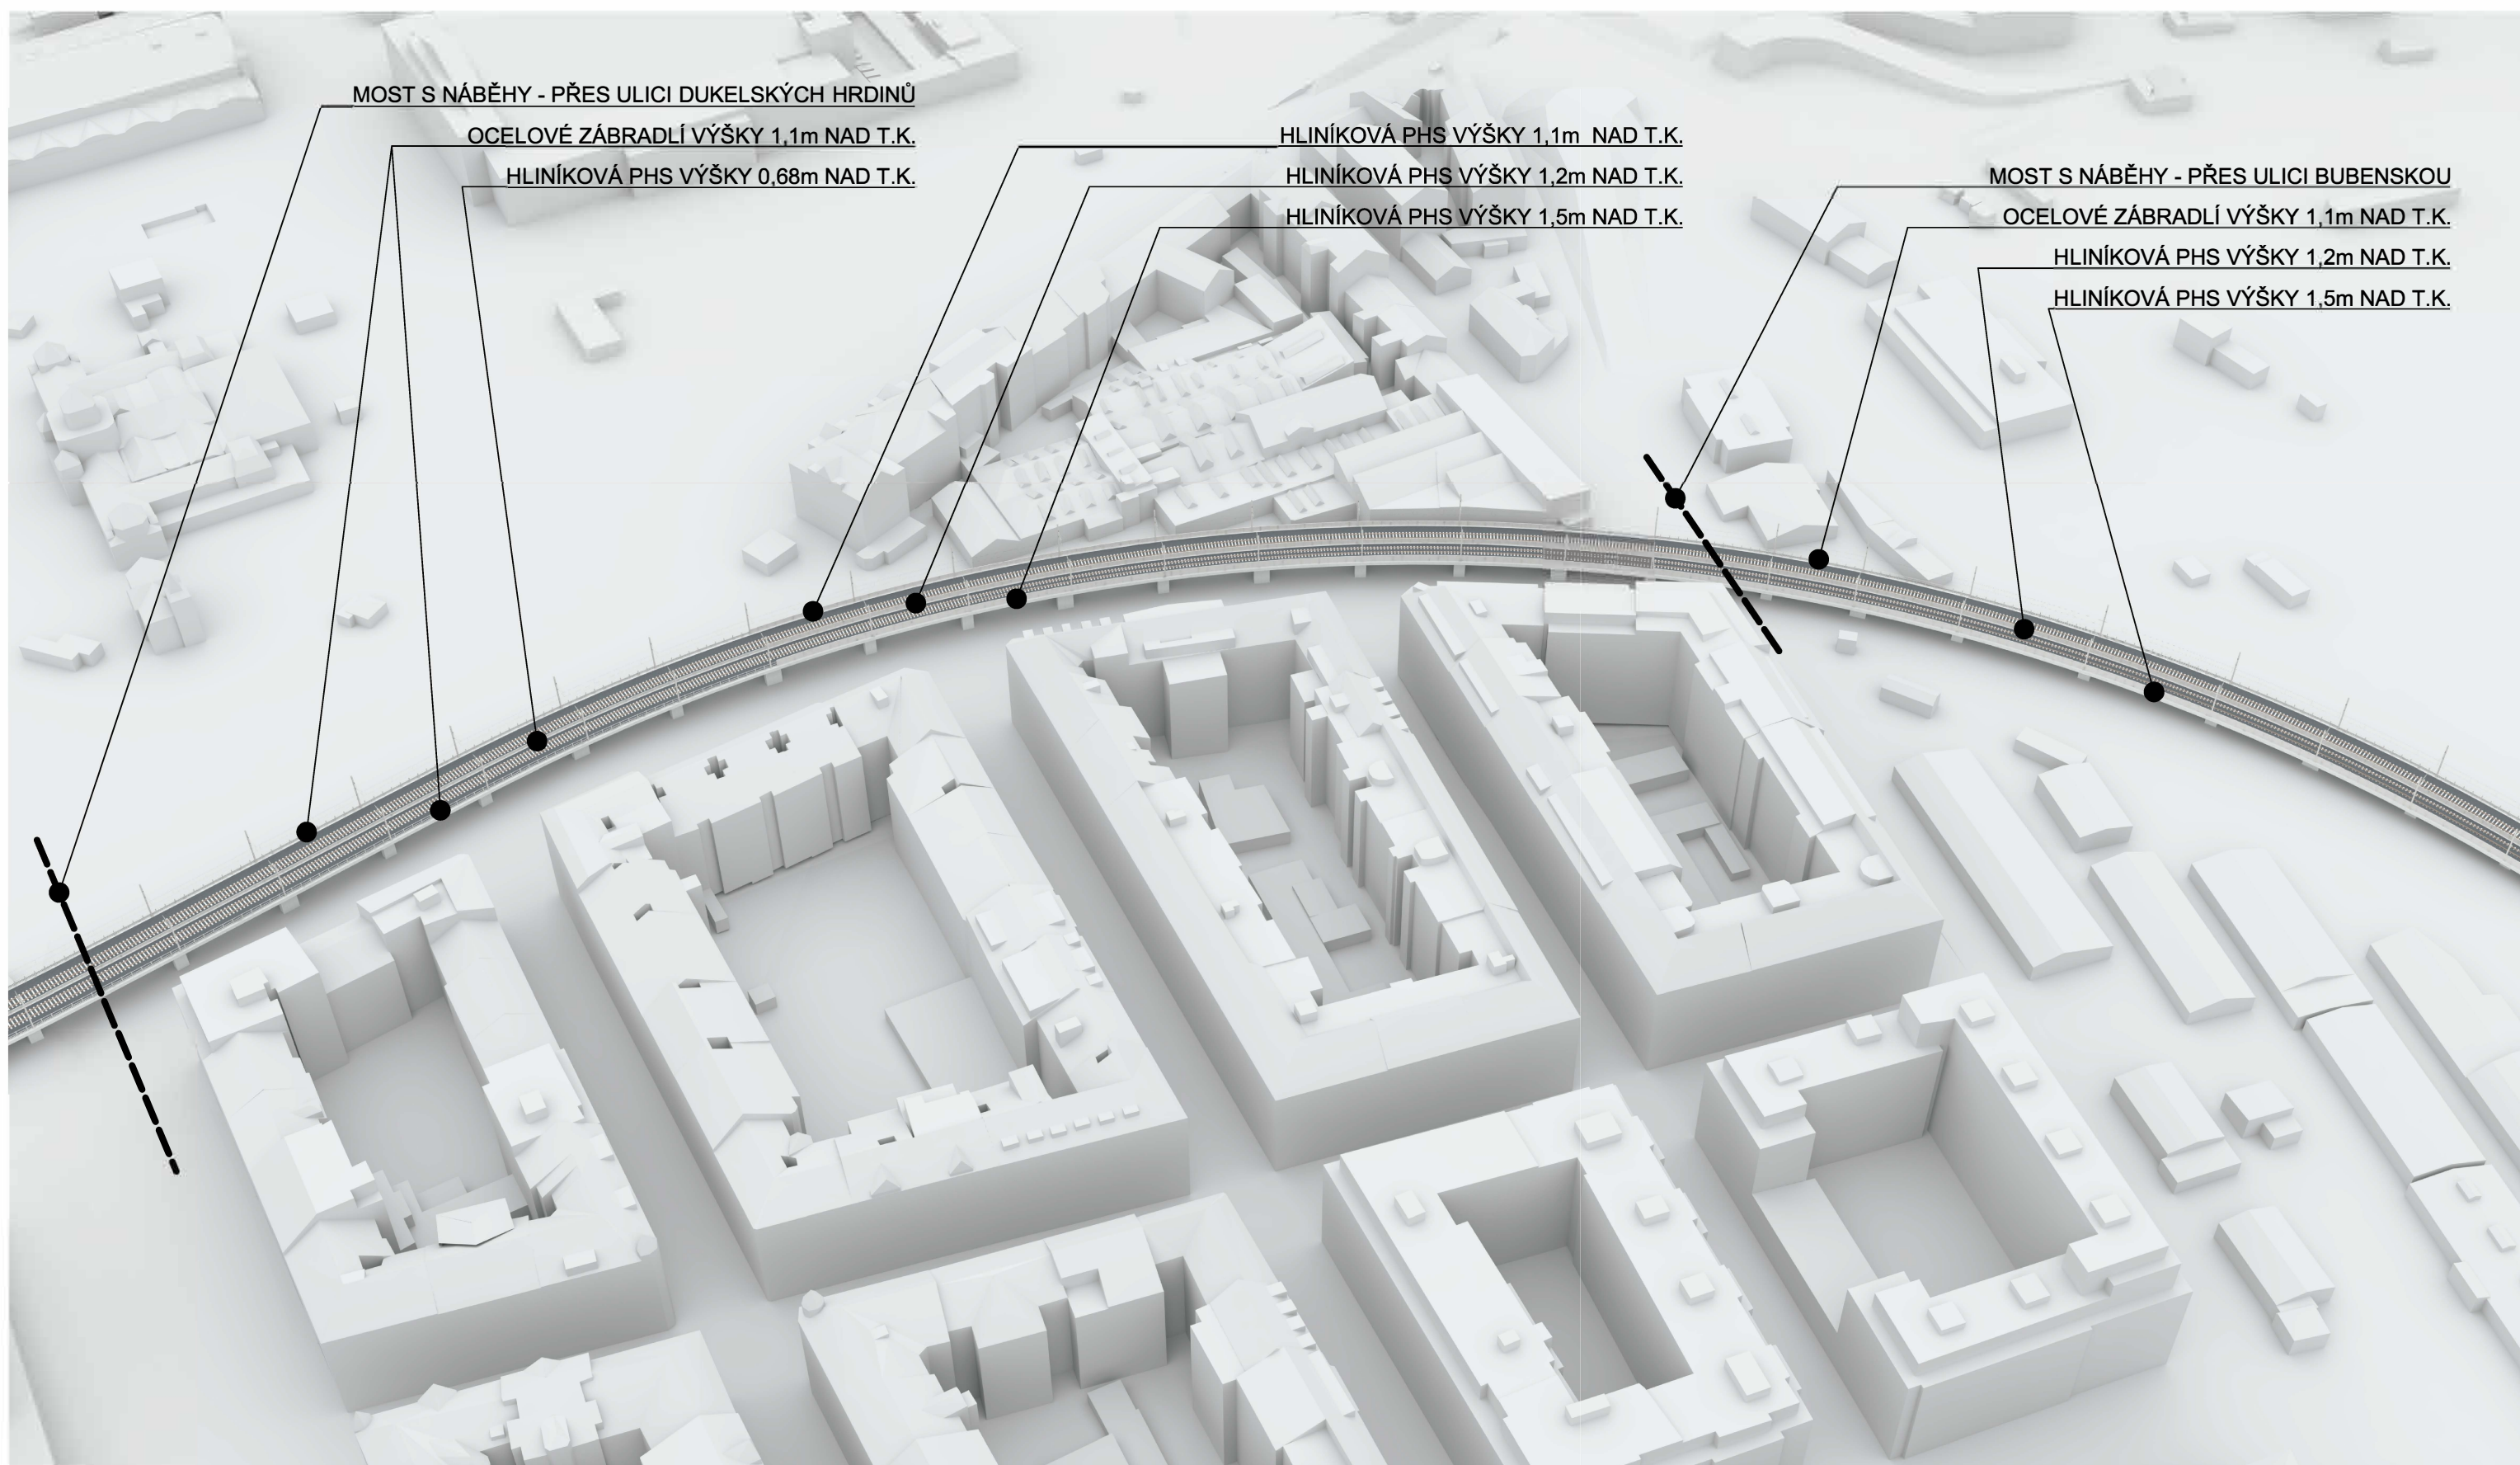 MOST S NÁBĚHY - PŘES ULICI DUKELSKÝCH HRDINŮ
OCELOVÉ ZÁBRADLÍ VÝŠKY 1,1m NAD T.K.
HLINÍKOVÁ PHS VÝŠKY 0,68m NAD T.K.
HLINÍKOVÁ PHS VÝŠKY 1,1m NAD T.K.
HLINÍKOVÁ PHS VÝŠKY 1,2m NAD T.K.
HLINÍKOVÁ PHS VÝŠKY 1,5m NAD T.K.
MOST S NÁBĚHY - PŘES ULICI BUBENSKOU
OCELOVÉ ZÁBRADLÍ VÝŠKY 1,1m NAD T.K.
HLINÍKOVÁ PHS VÝŠKY 1,2m NAD T.K.
HLINÍKOVÁ PHS VÝŠKY 1,5m NAD T.K.